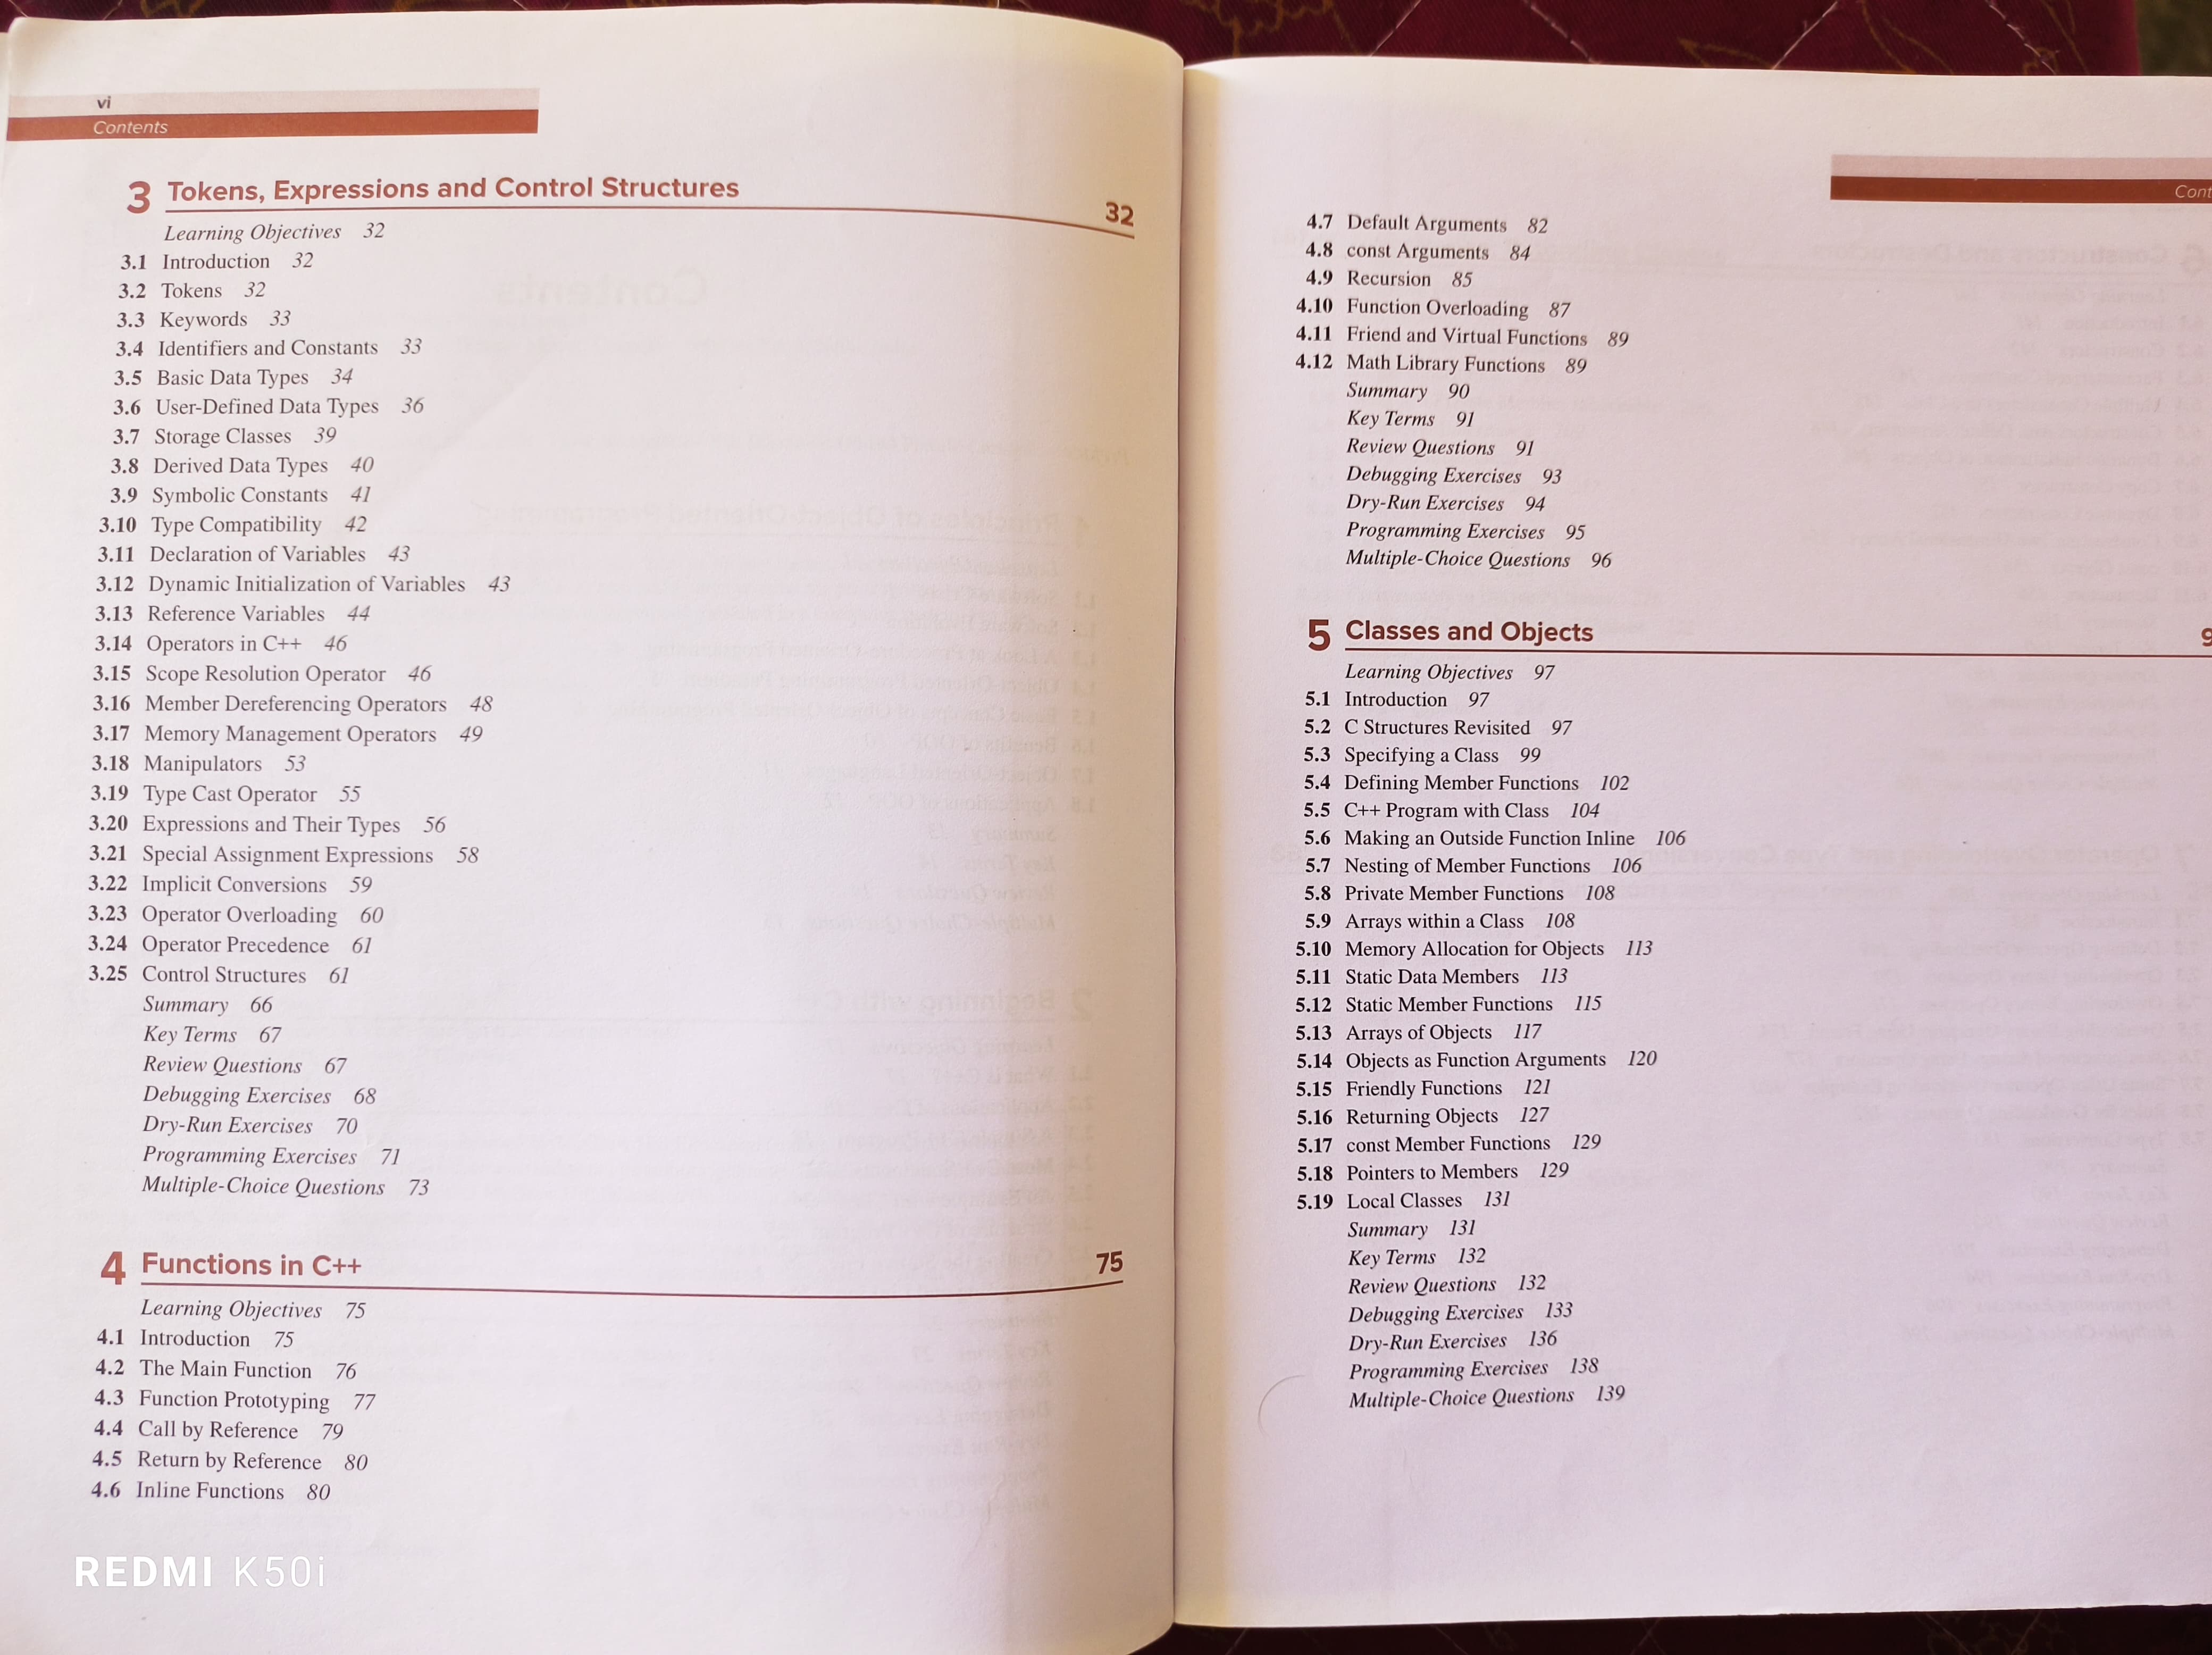 vi
Contents
3 Tokens, Expressions and Control Structures 32
Learning Objectives 32
3.1 Introduction 32
3.2 Tokens 32
3.3 Keywords 33
3.4 Identifiers and Constants 33
3.5 Basic Data Types 34
3.6 User-Defined Data Types 36
3.7 Storage Classes 39
3.8 Derived Data Types 40
3.9 Symbolic Constants 41
3.10 Type Compatibility 42
3.11 Declaration of Variables 43
3.12 Dynamic Initialization of Variables 43
3.13 Reference Variables 44
3.14 Operators in C++ 46
3.15 Scope Resolution Operator 46
3.16 Member Dereferencing Operators 48
3.17 Memory Management Operators 49
3.18 Manipulators 53
3.19 Type Cast Operator 55
3.20 Expressions and Their Types 56
3.21 Special Assignment Expressions 58
3.22 Implicit Conversions 59
3.23 Operator Overloading 60
3.24 Operator Precedence 61
3.25 Control Structures 61
Summary 66
Key Terms 67
Review Questions 67
Debugging Exercises 68
Dry-Run Exercises 70
Programming Exercises 71
Multiple-Choice Questions 73
4 Functions in C++ 75
Learning Objectives 75
4.1 Introduction 75
4.2 The Main Function 76
4.3 Function Prototyping 77
4.4 Call by Reference 79
4.5 Return by Reference 80
4.6 Inline Functions 80
REDMI K50i
Cont
4.7 Default Arguments 82
4.8 const Arguments 84
4.9 Recursion 85
4.10 Function Overloading 87
4.11 Friend and Virtual Functions 89
4.12 Math Library Functions 89
Summary 90
Key Terms 91
Review Questions 91
Debugging Exercises 93
Dry-Run Exercises 94
Programming Exercises 95
Multiple-Choice Questions 96
5 Classes and Objects 9
Learning Objectives 97
5.1 Introduction 97
5.2 C Structures Revisited 97
5.3 Specifying a Class 99
5.4 Defining Member Functions 102
5.5 C++ Program with Class 104
5.6 Making an Outside Function Inline 106
5.7 Nesting of Member Functions 106
5.8 Private Member Functions 108
5.9 Arrays within a Class 108
5.10 Memory Allocation for Objects 113
5.11 Static Data Members 113
5.12 Static Member Functions 115
5.13 Arrays of Objects 117
5.14 Objects as Function Arguments 120
5.15 Friendly Functions 121
5.16 Returning Objects 127
5.17 const Member Functions 129
5.18 Pointers to Members 129
5.19 Local Classes 131
Summary 131
Key Terms 132
Review Questions 132
Debugging Exercises 133
Dry-Run Exercises 136
Programming Exercises 138
Multiple-Choice Questions 139